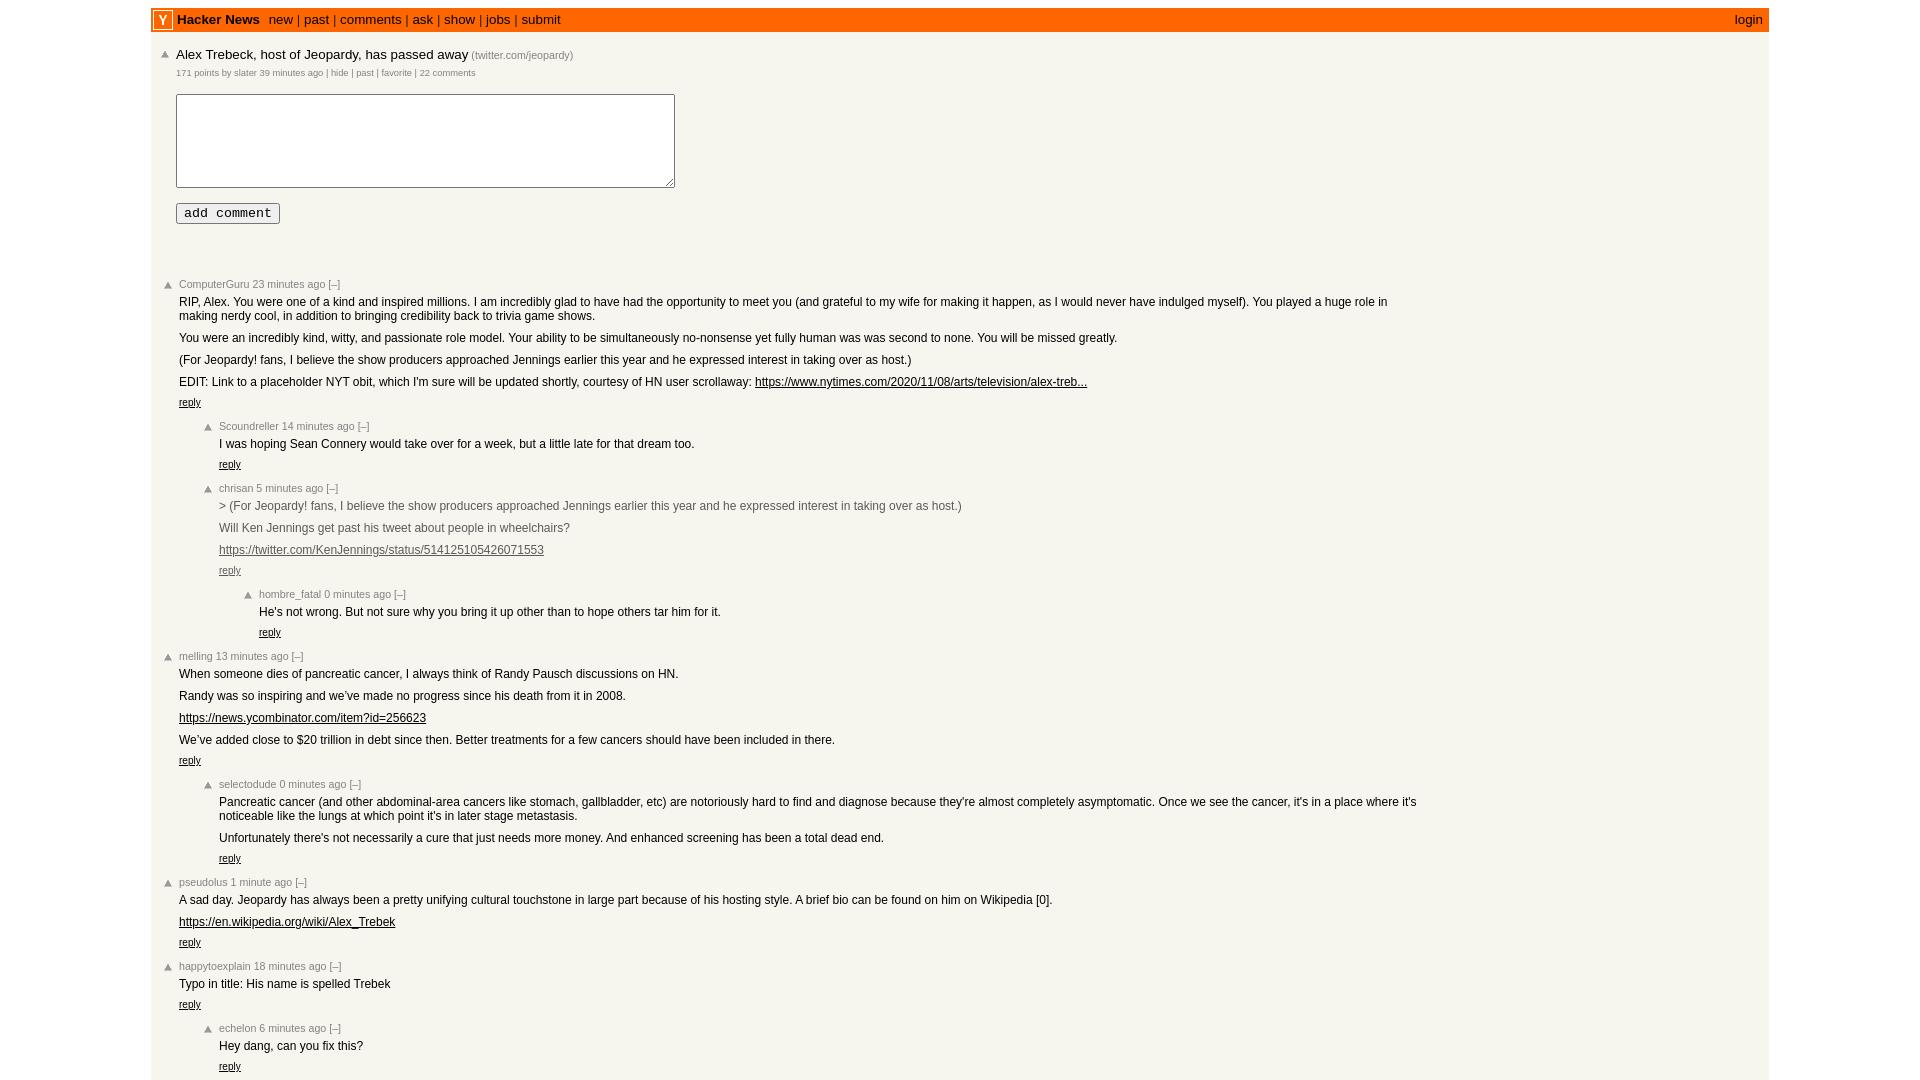 Y Hacker News new | past | comments | ask | show | jobs | submit login
Alex Trebeck, host of Jeopardy, has passed away (twitter.com/jeopardy)
171 points by slater 39 minutes ago | hide | past | favorite | 22 comments
add comment
ComputerGuru 23 minutes ago [–]
RIP, Alex. You were one of a kind and inspired millions. I am incredibly glad to have had the opportunity to meet you (and grateful to my wife for making it happen, as I would never have indulged myself). You played a huge role in
making nerdy cool, in addition to bringing credibility back to trivia game shows.
You were an incredibly kind, witty, and passionate role model. Your ability to be simultaneously no-nonsense yet fully human was was second to none. You will be missed greatly.
(For Jeopardy! fans, I believe the show producers approached Jennings earlier this year and he expressed interest in taking over as host.)
EDIT: Link to a placeholder NYT obit, which I'm sure will be updated shortly, courtesy of HN user scrollaway: https://www.nytimes.com/2020/11/08/arts/television/alex-treb...
reply
Scoundreller 14 minutes ago [–]
I was hoping Sean Connery would take over for a week, but a little late for that dream too.
reply
chrisan 5 minutes ago [–]
> (For Jeopardy! fans, I believe the show producers approached Jennings earlier this year and he expressed interest in taking over as host.)
Will Ken Jennings get past his tweet about people in wheelchairs?
https://twitter.com/KenJennings/status/514125105426071553
reply
hombre_fatal 0 minutes ago [–]
He's not wrong. But not sure why you bring it up other than to hope others tar him for it.
reply
melling 13 minutes ago [–]
When someone dies of pancreatic cancer, I always think of Randy Pausch discussions on HN.
Randy was so inspiring and we’ve made no progress since his death from it in 2008.
https://news.ycombinator.com/item?id=256623
We’ve added close to $20 trillion in debt since then. Better treatments for a few cancers should have been included in there.
reply
selectodude 0 minutes ago [–]
Pancreatic cancer (and other abdominal-area cancers like stomach, gallbladder, etc) are notoriously hard to find and diagnose because they're almost completely asymptomatic. Once we see the cancer, it's in a place where it's
noticeable like the lungs at which point it's in later stage metastasis.
Unfortunately there's not necessarily a cure that just needs more money. And enhanced screening has been a total dead end.
reply
pseudolus 1 minute ago [–]
A sad day. Jeopardy has always been a pretty unifying cultural touchstone in large part because of his hosting style. A brief bio can be found on him on Wikipedia [0].
https://en.wikipedia.org/wiki/Alex_Trebek
reply
happytoexplain 18 minutes ago [–]
Typo in title: His name is spelled Trebek
reply
echelon 6 minutes ago [–]
Hey dang, can you fix this?
reply